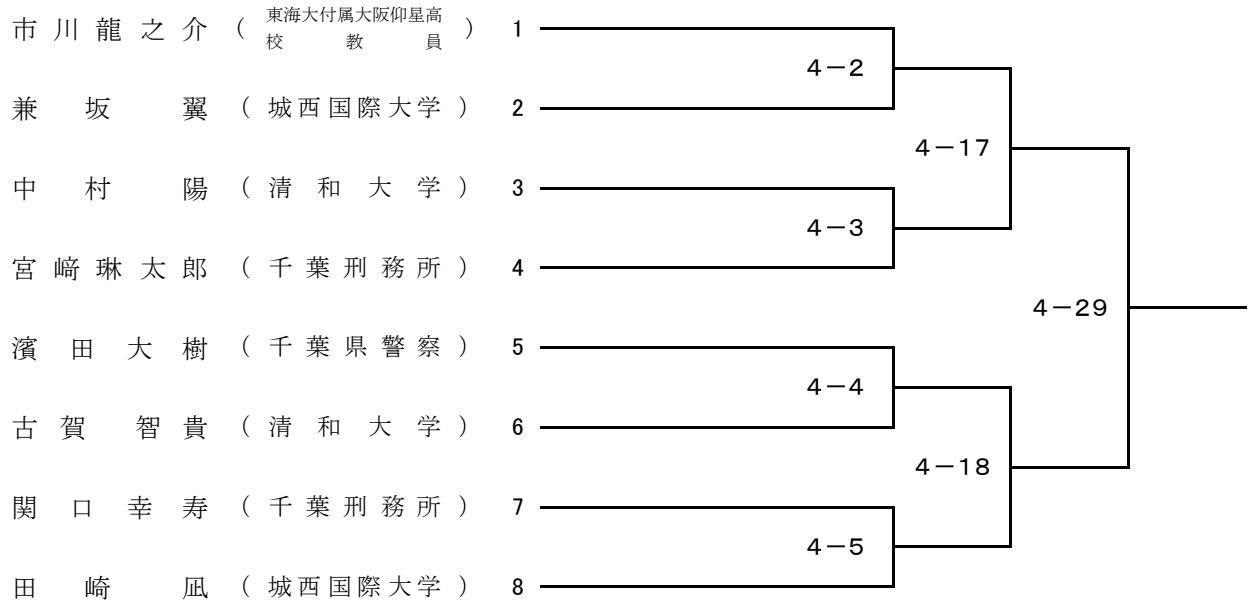 市川龍之介 （東海大付属大阪仰星高校教員） 1
4－2
兼坂翼 （城西国際大学） 2
4－17
中村陽 （清和大学） 3
4－3
宮﨑琳太郎 （千葉刑務所） 4
4－29
濱田大樹 （千葉県警察） 5
4－4
古賀智貴 （清和大学） 6
4－18
関口幸寿 （千葉刑務所） 7
4－5
田崎凪 （城西国際大学） 8